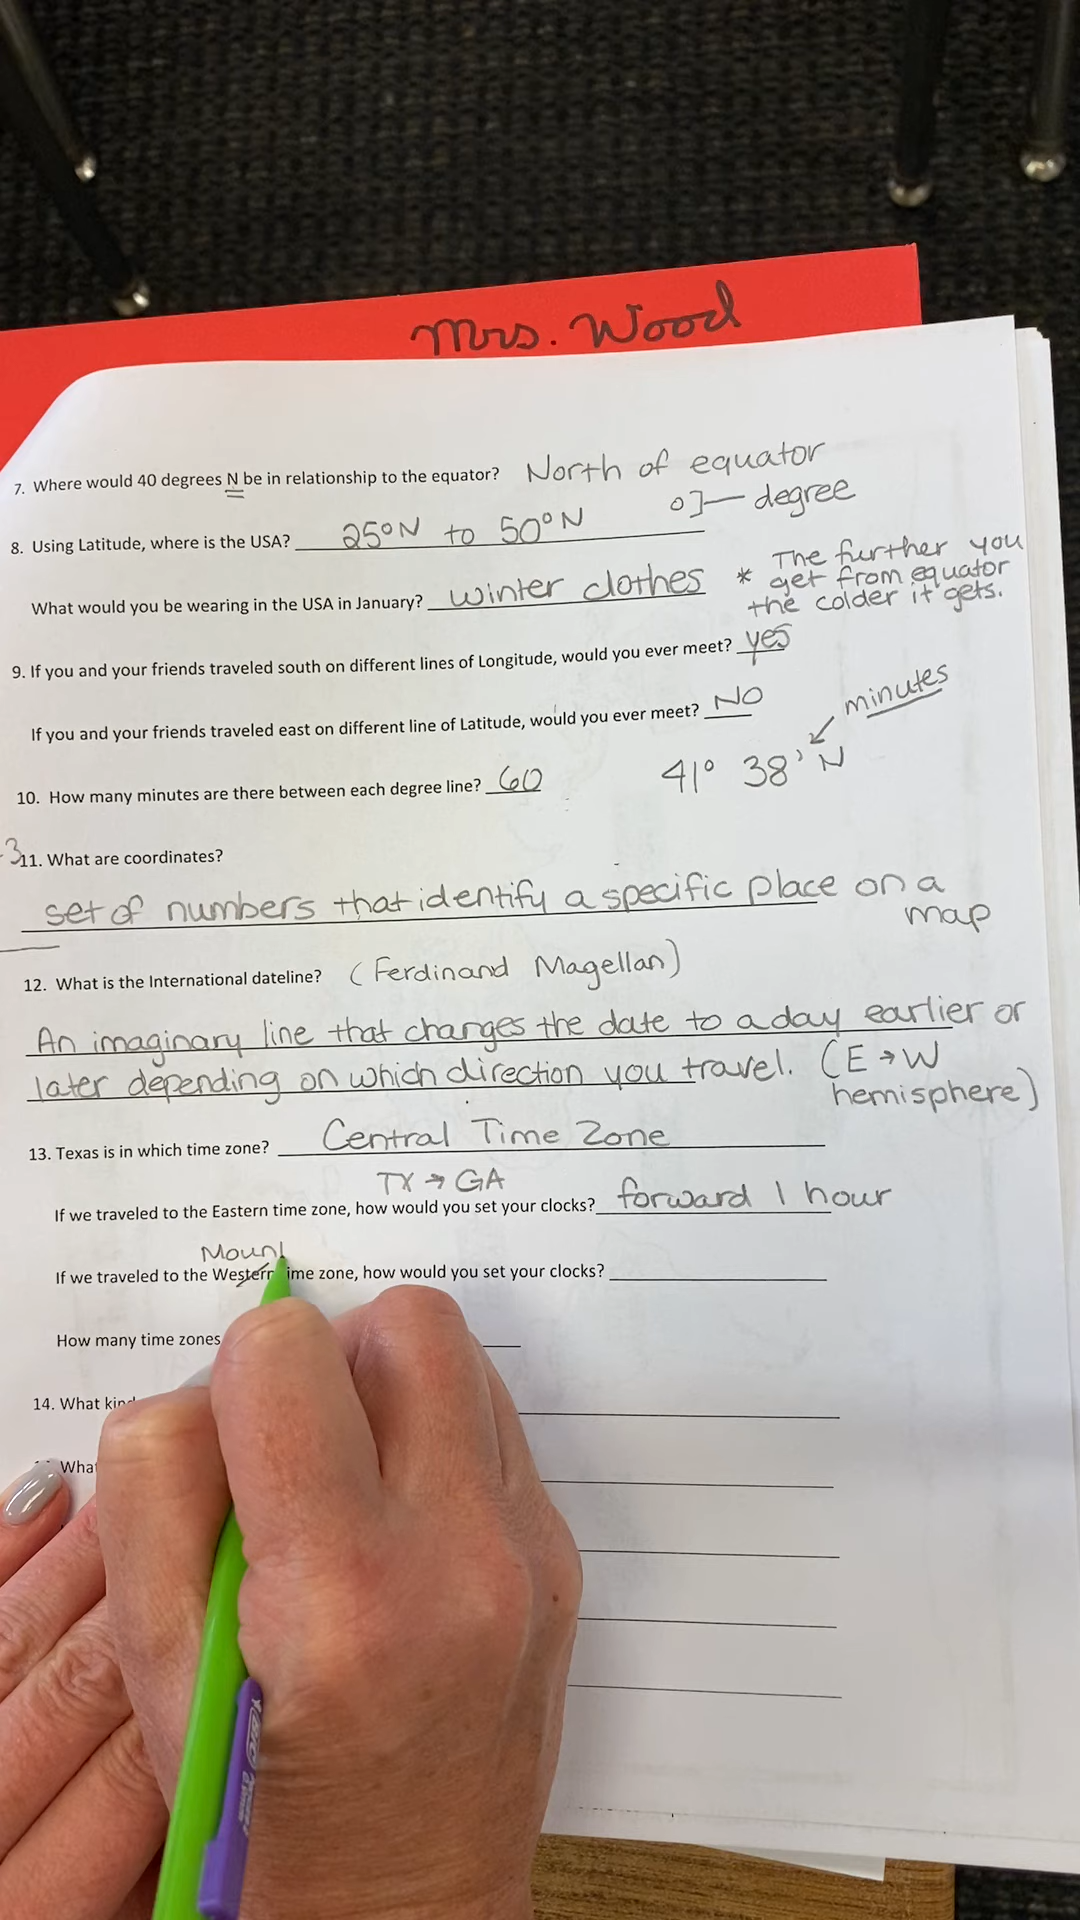 Mrs. Wood
7. Where would 40 degrees N be in relationship to the equator? North of equator
o]— degree
8. Using Latitude, where is the USA? 25°N to 50°N
What would you be wearing in the USA in January? winter clothes * The further you
get from equator
the colder it gets.
9. If you and your friends traveled south on different lines of Longitude, would you ever meet? yes
If you and your friends traveled east on different line of Latitude, would you ever meet? NO
minutes
10. How many minutes are there between each degree line? 60 41° 38' N
3
11. What are coordinates?
set of numbers that identify a specific place on a
map
12. What is the International dateline? (Ferdinand Magellan)
An imaginary line that changes the date to a day earlier or
later depending on which direction you travel. (E → W
hemisphere)
13. Texas is in which time zone? Central Time Zone
TX → GA
If we traveled to the Eastern time zone, how would you set your clocks? forward 1 hour
Moun
If we traveled to the Western ime zone, how would you set your clocks?
How many time zones
14. What kin
What
BIC